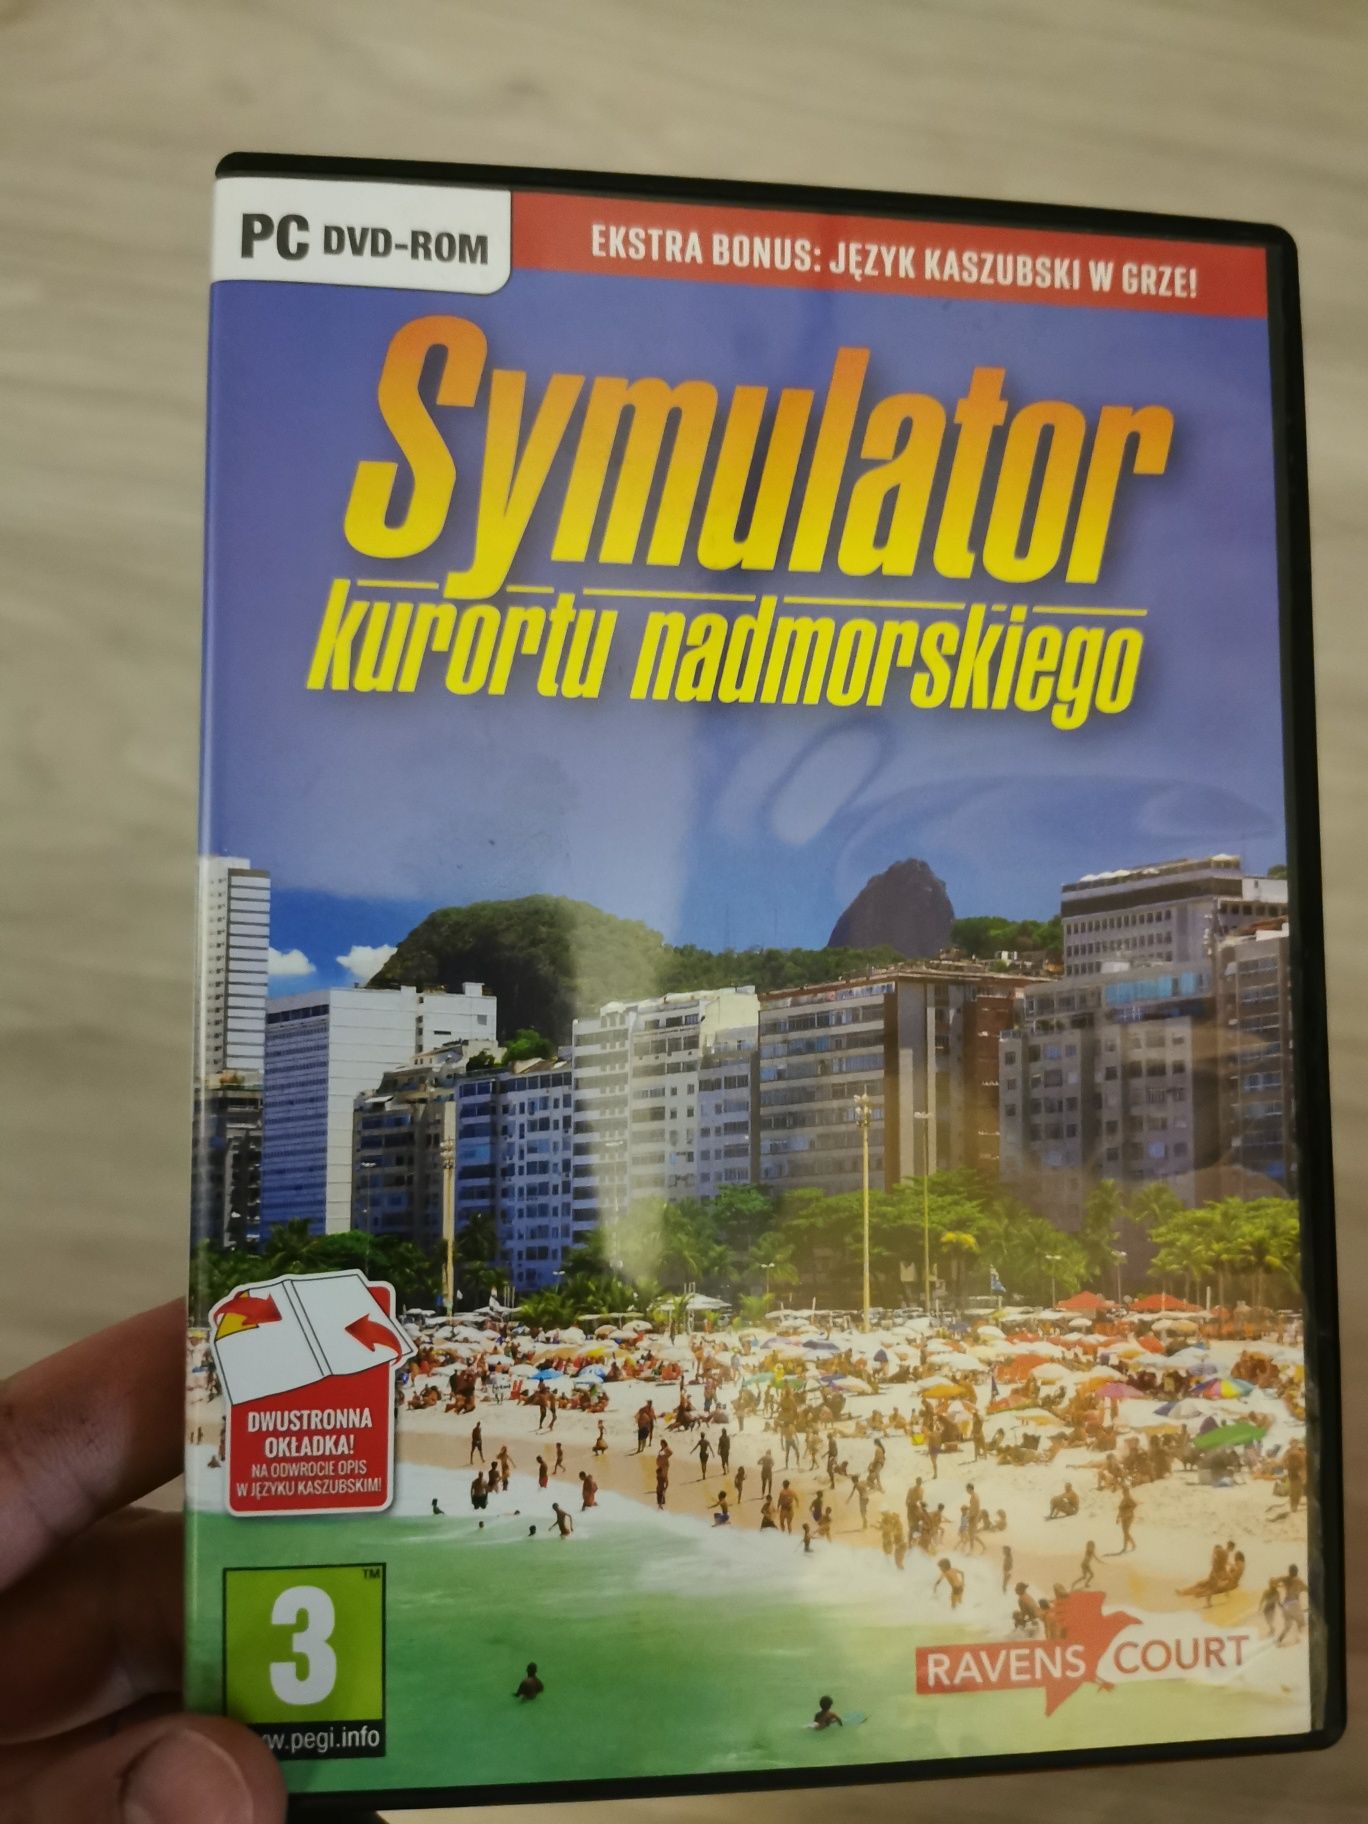 PC DVD-ROM
EKSTRA BONUS: JĘZYK KASZUBSKI W GRZE!
Symulator
kurortu nadmorskiego
DWUSTRONNA
OKŁADKA!
NA ODWROCIE OPIS
W JĘZYKU KASZUBSKIM!
3 ™
w.pegi.info
RAVENS COURT